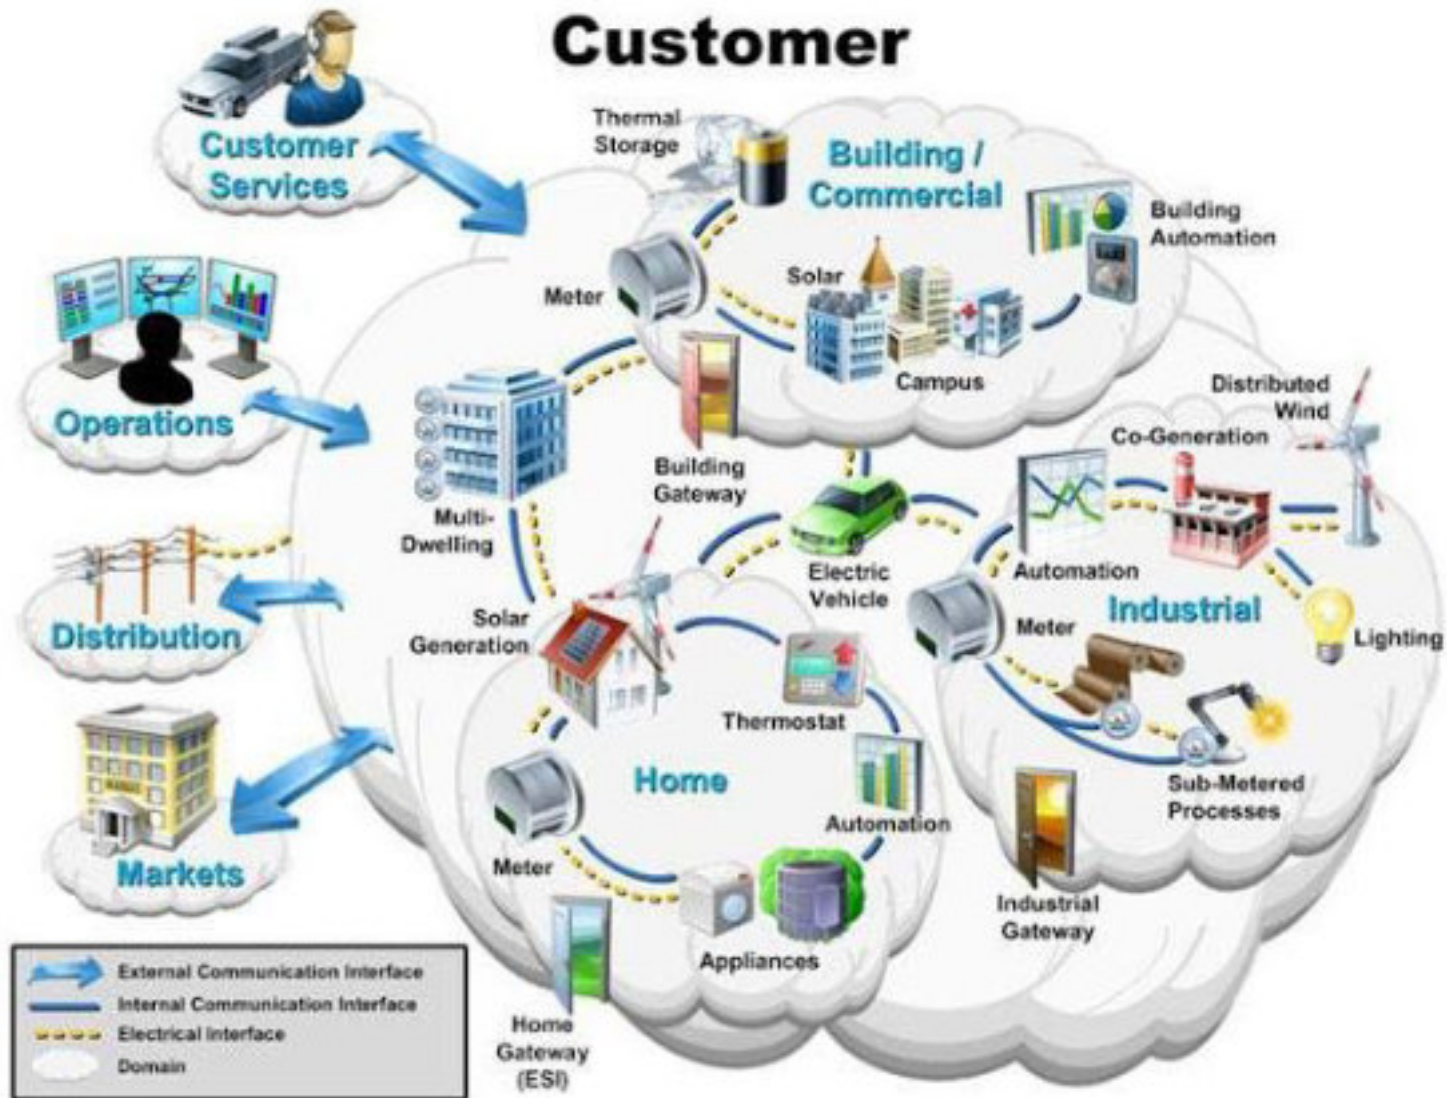 Customer
Customer
Services
Thermal
Storage
Building /
Commercial
Building
Automation
Meter
Solar
Campus
Operations
Building
Gateway
Multi-
Dwelling
Distributed
Wind
Co-Generation
Automation
Electric
Vehicle
Industrial
Meter
Lighting
Distribution
Solar
Generation
Thermostat
Home
Sub-Metered
Processes
Automation
Meter
Markets
Industrial
Gateway
Appliances
Home
Gateway
(ESI)
External Communication Interface
Internal Communication Interface
Electrical Interface
Domain